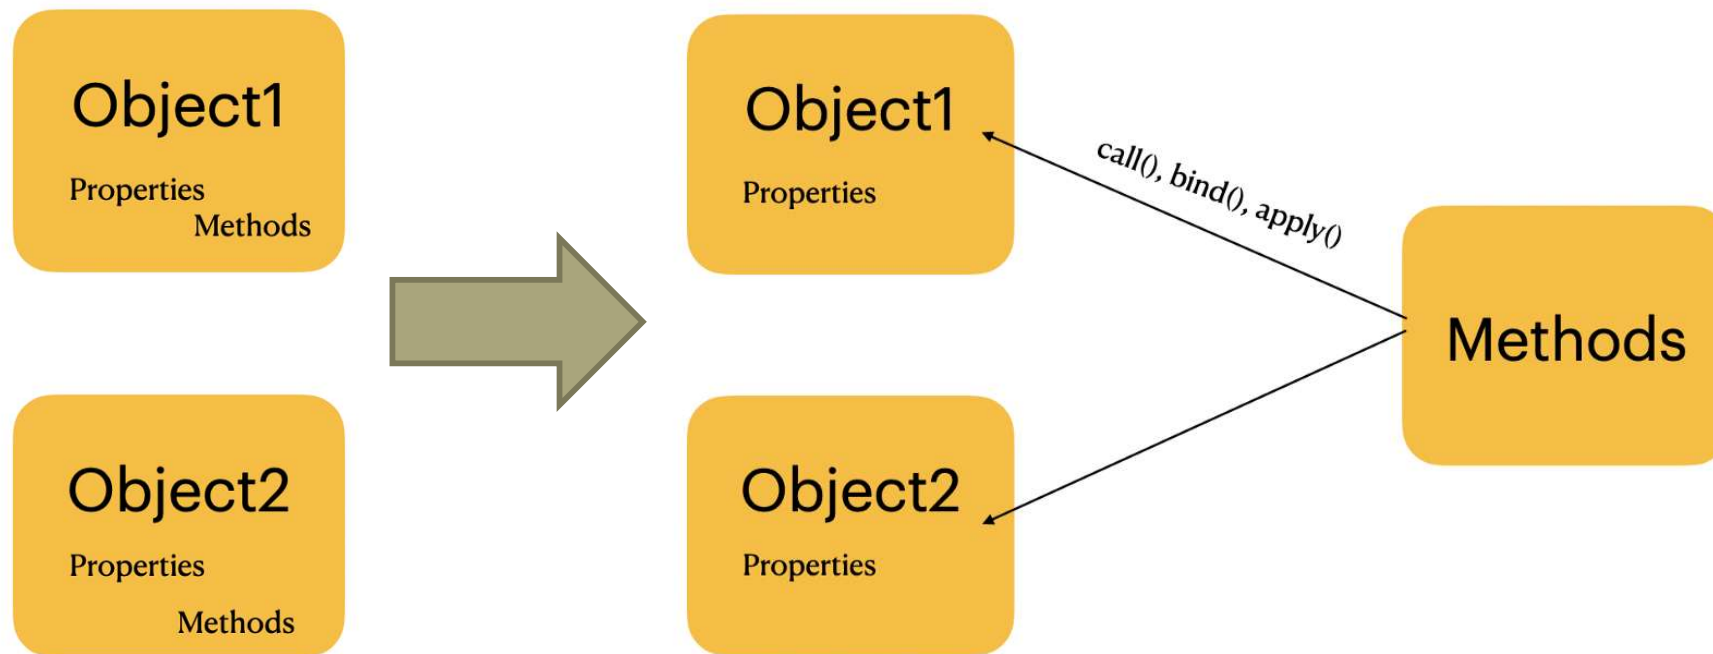 Object1
Properties
Methods
Object2
Properties
Methods
Object1
Properties
call(), bind(), apply()
Object2
Properties
Methods